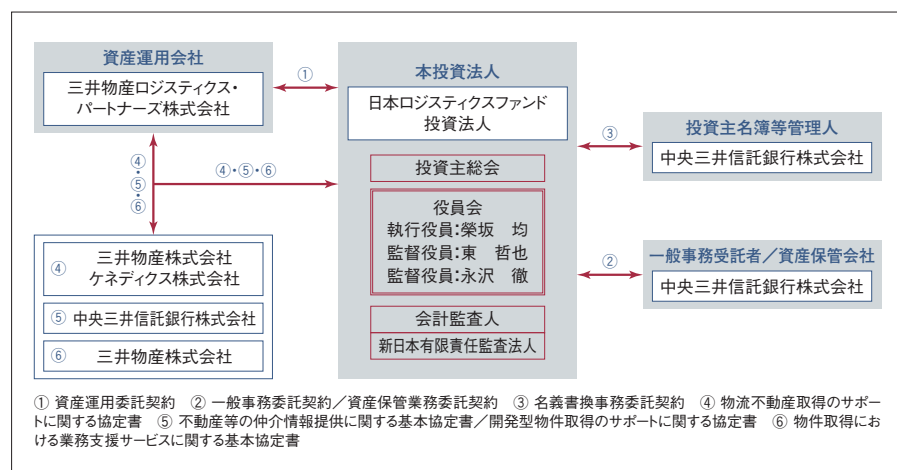 資産運用会社
三井物産ロジスティクス・
パートナーズ株式会社
①
本投資法人
日本ロジスティクスファンド
投資法人
投資主総会
役員会
執行役員:榮坂 均
監督役員:東 哲也
監督役員:永沢 徹
会計監査人
新日本有限責任監査法人
③
投資主名簿等管理人
中央三井信託銀行株式会社
②
一般事務受託者／資産保管会社
中央三井信託銀行株式会社
④・⑤・⑥
④・⑤・⑥
④ 三井物産株式会社
ケネディクス株式会社
⑤ 中央三井信託銀行株式会社
⑥ 三井物産株式会社
① 資産運用委託契約 ② 一般事務委託契約／資産保管業務委託契約 ③ 名義書換事務委託契約 ④ 物流不動産取得のサポー
トに関する協定書 ⑤ 不動産等の仲介情報提供に関する基本協定書／開発型物件取得のサポートに関する協定書 ⑥ 物件取得にお
ける業務支援サービスに関する基本協定書